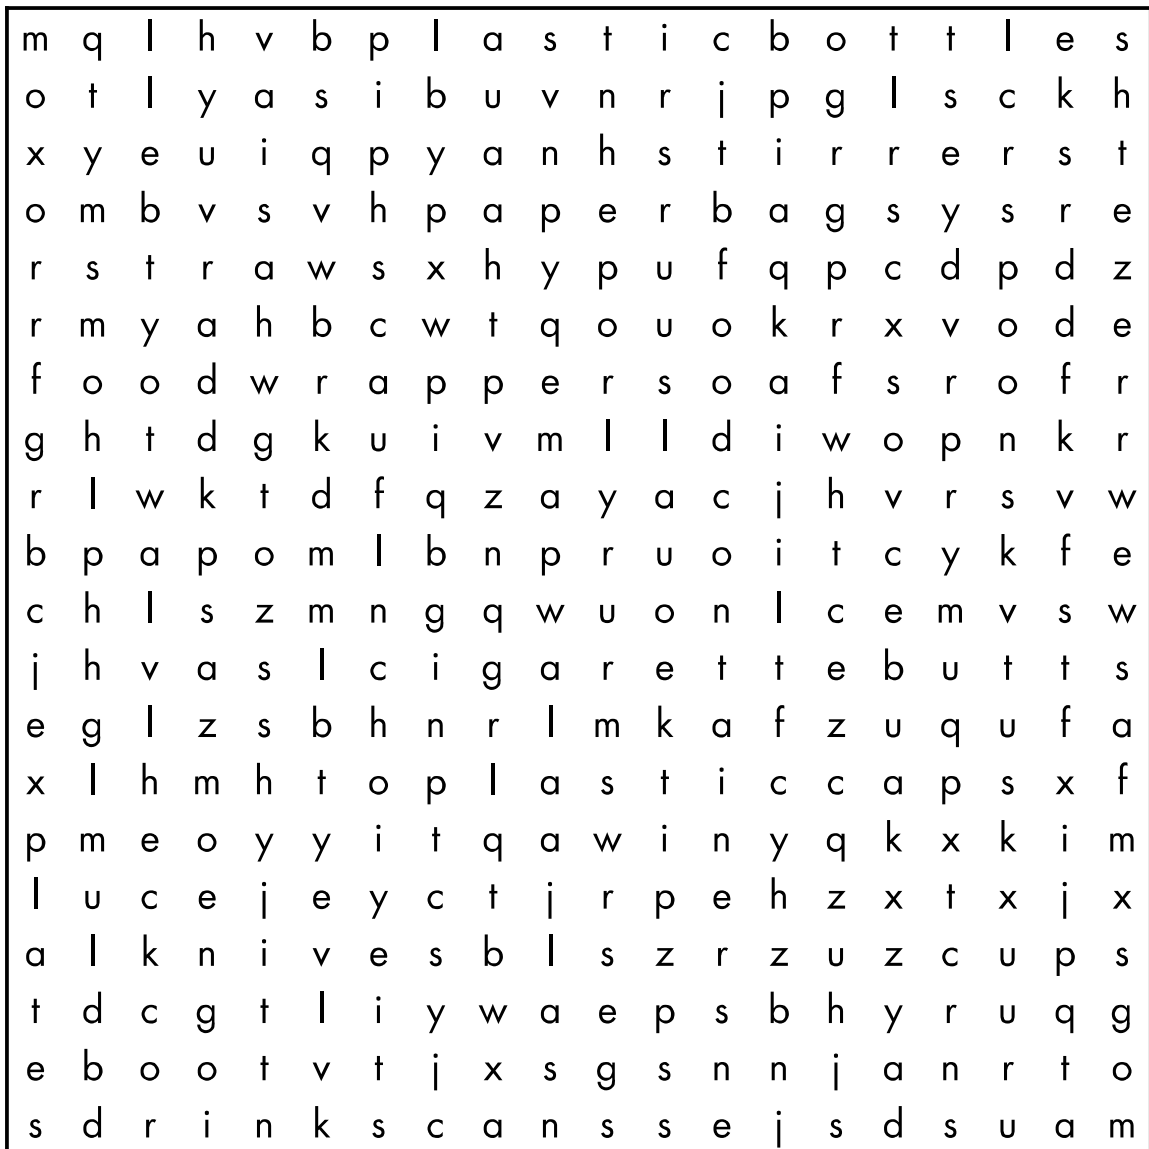 m q l h v b p l a s t i c b o t t l e s
o t l y a s i b u v n r j p g l s c k h
x y e u i q p y a n h s t i r r e r s t
o m b v s v h p a p e r b a g s y s r e
r s t r a w s x h y p u f q p c d p d z
r m y a h b c w t q o u o k r x v o d e
f o o d w r a p p e r s o a f s r o f r
g h t d g k u i v m l l d i w o p n k r
r l w k t d f q z a y a c j h v r s v w
b p a p o m l b n p r u o i t c y k f e
c h l s z m n g q w u o n l c e m v s w
j h v a s l c i g a r e t t e b u t t s
e g l z s b h n r l m k a f z u q u f a
x l h m h t o p l a s t i c c a p s x f
p m e o y y i t q a w i n y q k x k i m
l u c e j e y c t j r p e h z x t x j x
a l k n i v e s b l s z r z u z c u p s
t d c g t l i y w a e p s b h y r u q g
e b o o t v t j x s g s n n j a n r t o
s d r i n k s c a n s s e j s d s u a m